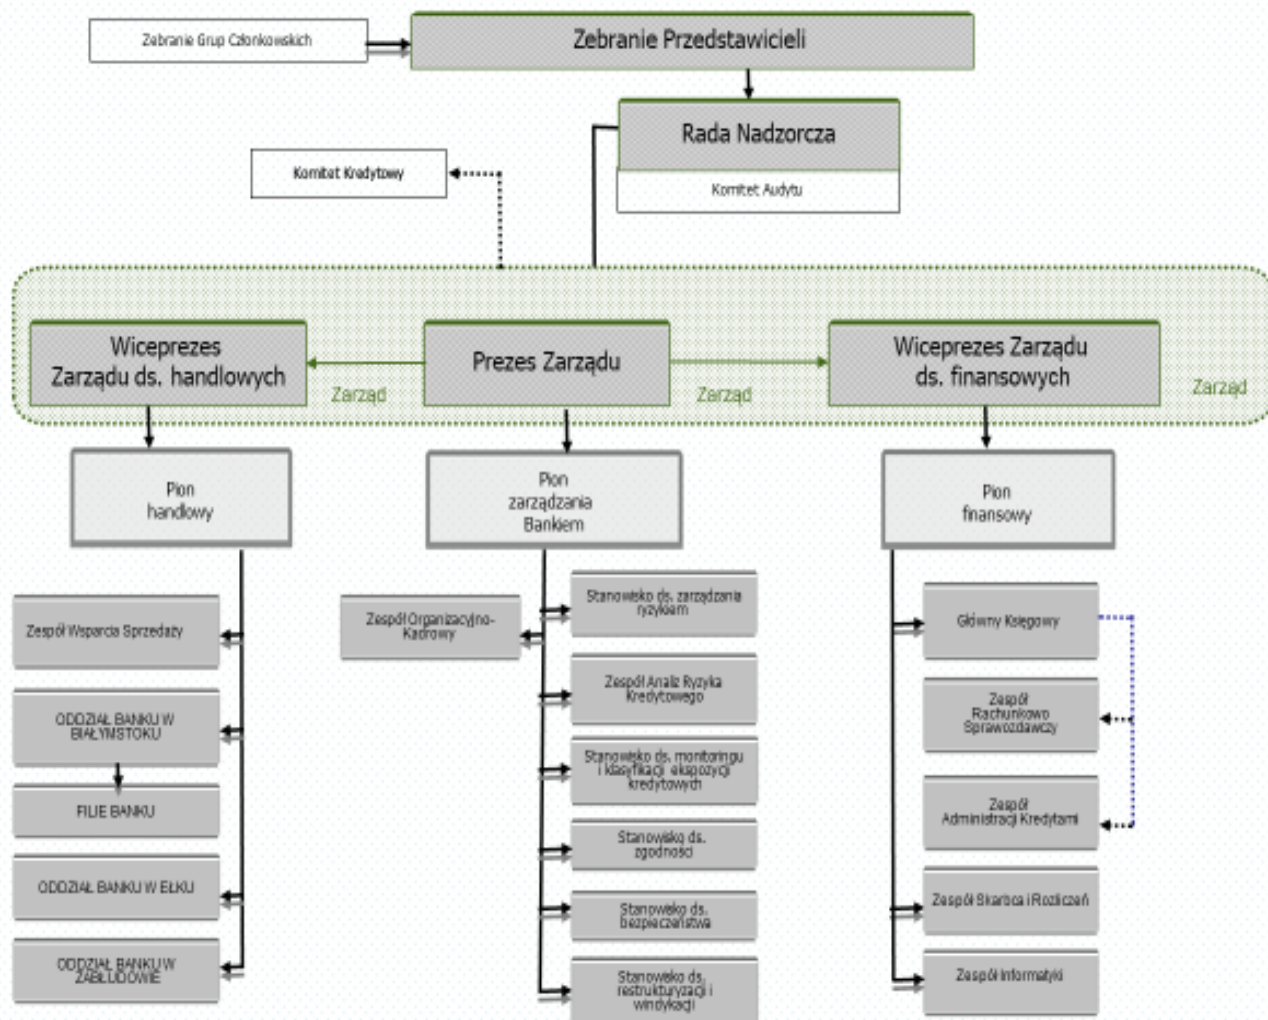 Zebranie Grup Członkowskich
Zebranie Przedstawicieli
Rada Nadzorcza
Komitet Audytu
Komitet Kredytowy
Wiceprezes
Zarządu ds. handlowych
Zarząd
Prezes Zarządu
Zarząd
Wiceprezes Zarządu
ds. finansowych
Zarząd
Pion
handlowy
Pion
zarządzania
Bankiem
Pion
finansowy
Zespół Wsparcia Sprzedaży
ODDZIAŁ BANKU W
BIAŁYMSTOKU
FILIE BANKU
ODDZIAŁ BANKU W EŁKU
ODDZIAŁ BANKU W
ZABŁUDOWIE
Zespół Organizacyjno-
Kadrowy
Stanowisko ds. zarządzania
ryzykiem
Zespół Analiz Ryzyka
Kredytowego
Stanowisko ds. monitoringu
i klasyfikacji ekspozycji
kredytowych
Stanowisko ds.
zgodności
Stanowisko ds.
bezpieczeństwa
Stanowisko ds.
restrukturyzacji i
windykacji
Główny Księgowy
Zespół
Rachunkowo
Sprawozdawczy
Zespół
Administracji Kredytami
Zespół Skarbca i Rozliczeń
Zespół Informatyki